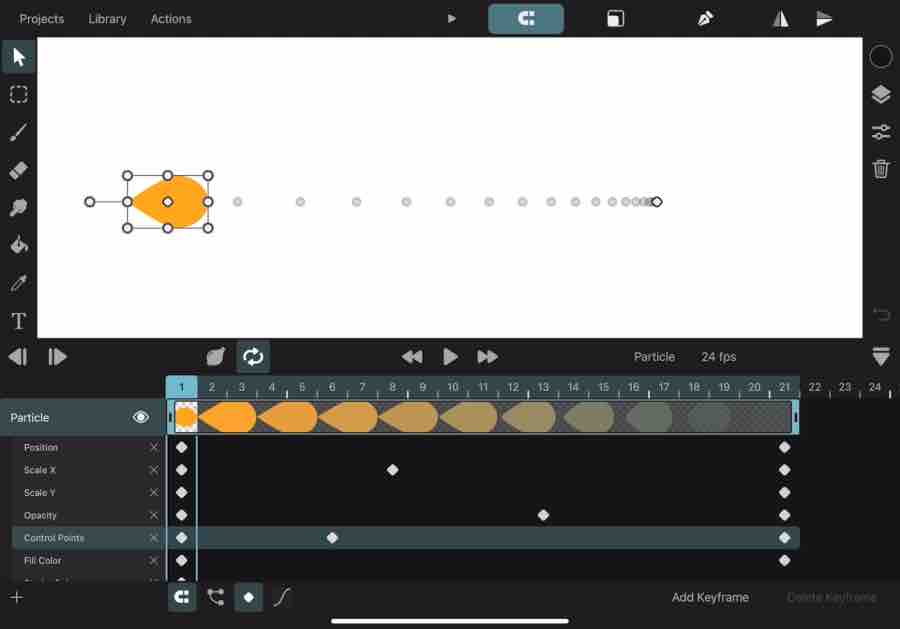 Projects Library Actions
T
Particle 24 fps
1 2 3 4 5 6 7 8 9 10 11 12 13 14 15 16 17 18 19 20 21 22 23 24
Particle
Position
Scale X
Scale Y
Opacity
Control Points
Fill Color
Add Keyframe Delete Keyframe